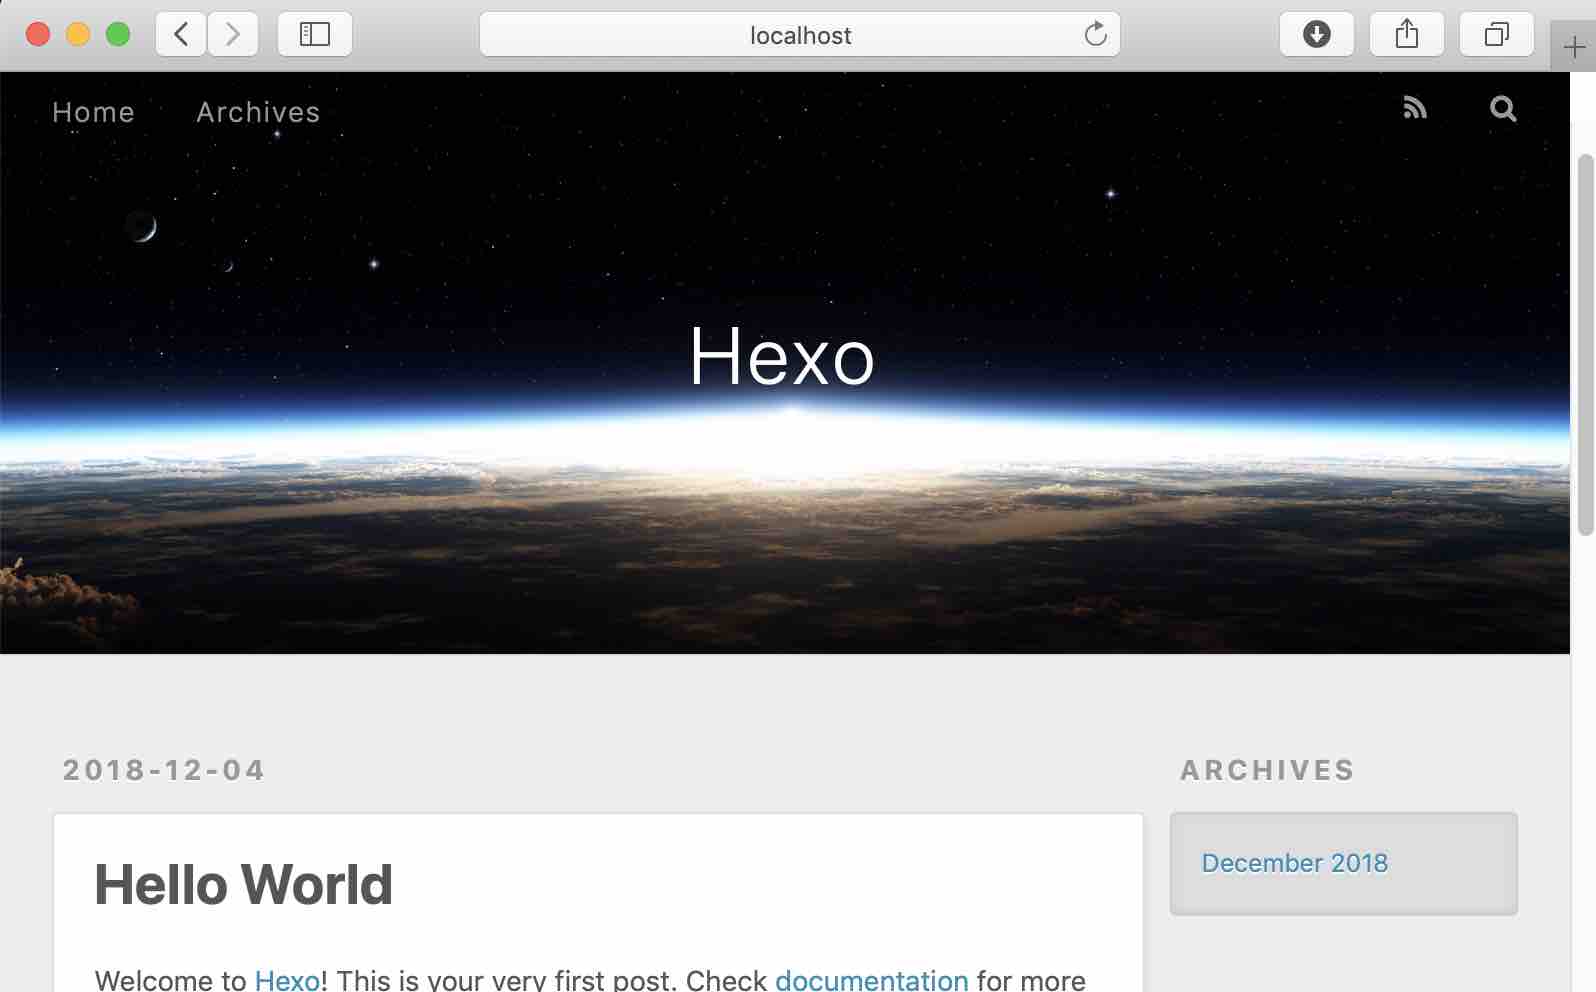 localhost
Home Archives
Hexo
2018-12-04
ARCHIVES
Hello World
December 2018
Welcome to Hexo! This is your very first post. Check documentation for more